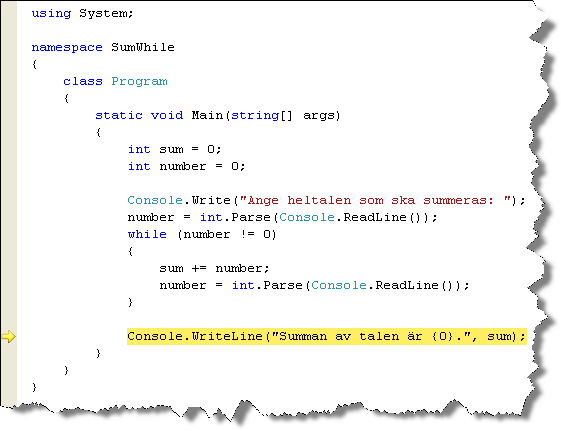 using System;
namespace SumWhile
{
class Program
{
static void Main(string[] args)
{
int sum = 0;
int number = 0;
Console.Write("Ange heltalen som ska summeras: ");
number = int.Parse(Console.ReadLine());
while (number != 0)
{
sum += number;
number = int.Parse(Console.ReadLine());
}
Console.WriteLine("Summan av talen är {0}.", sum);
}
}
}